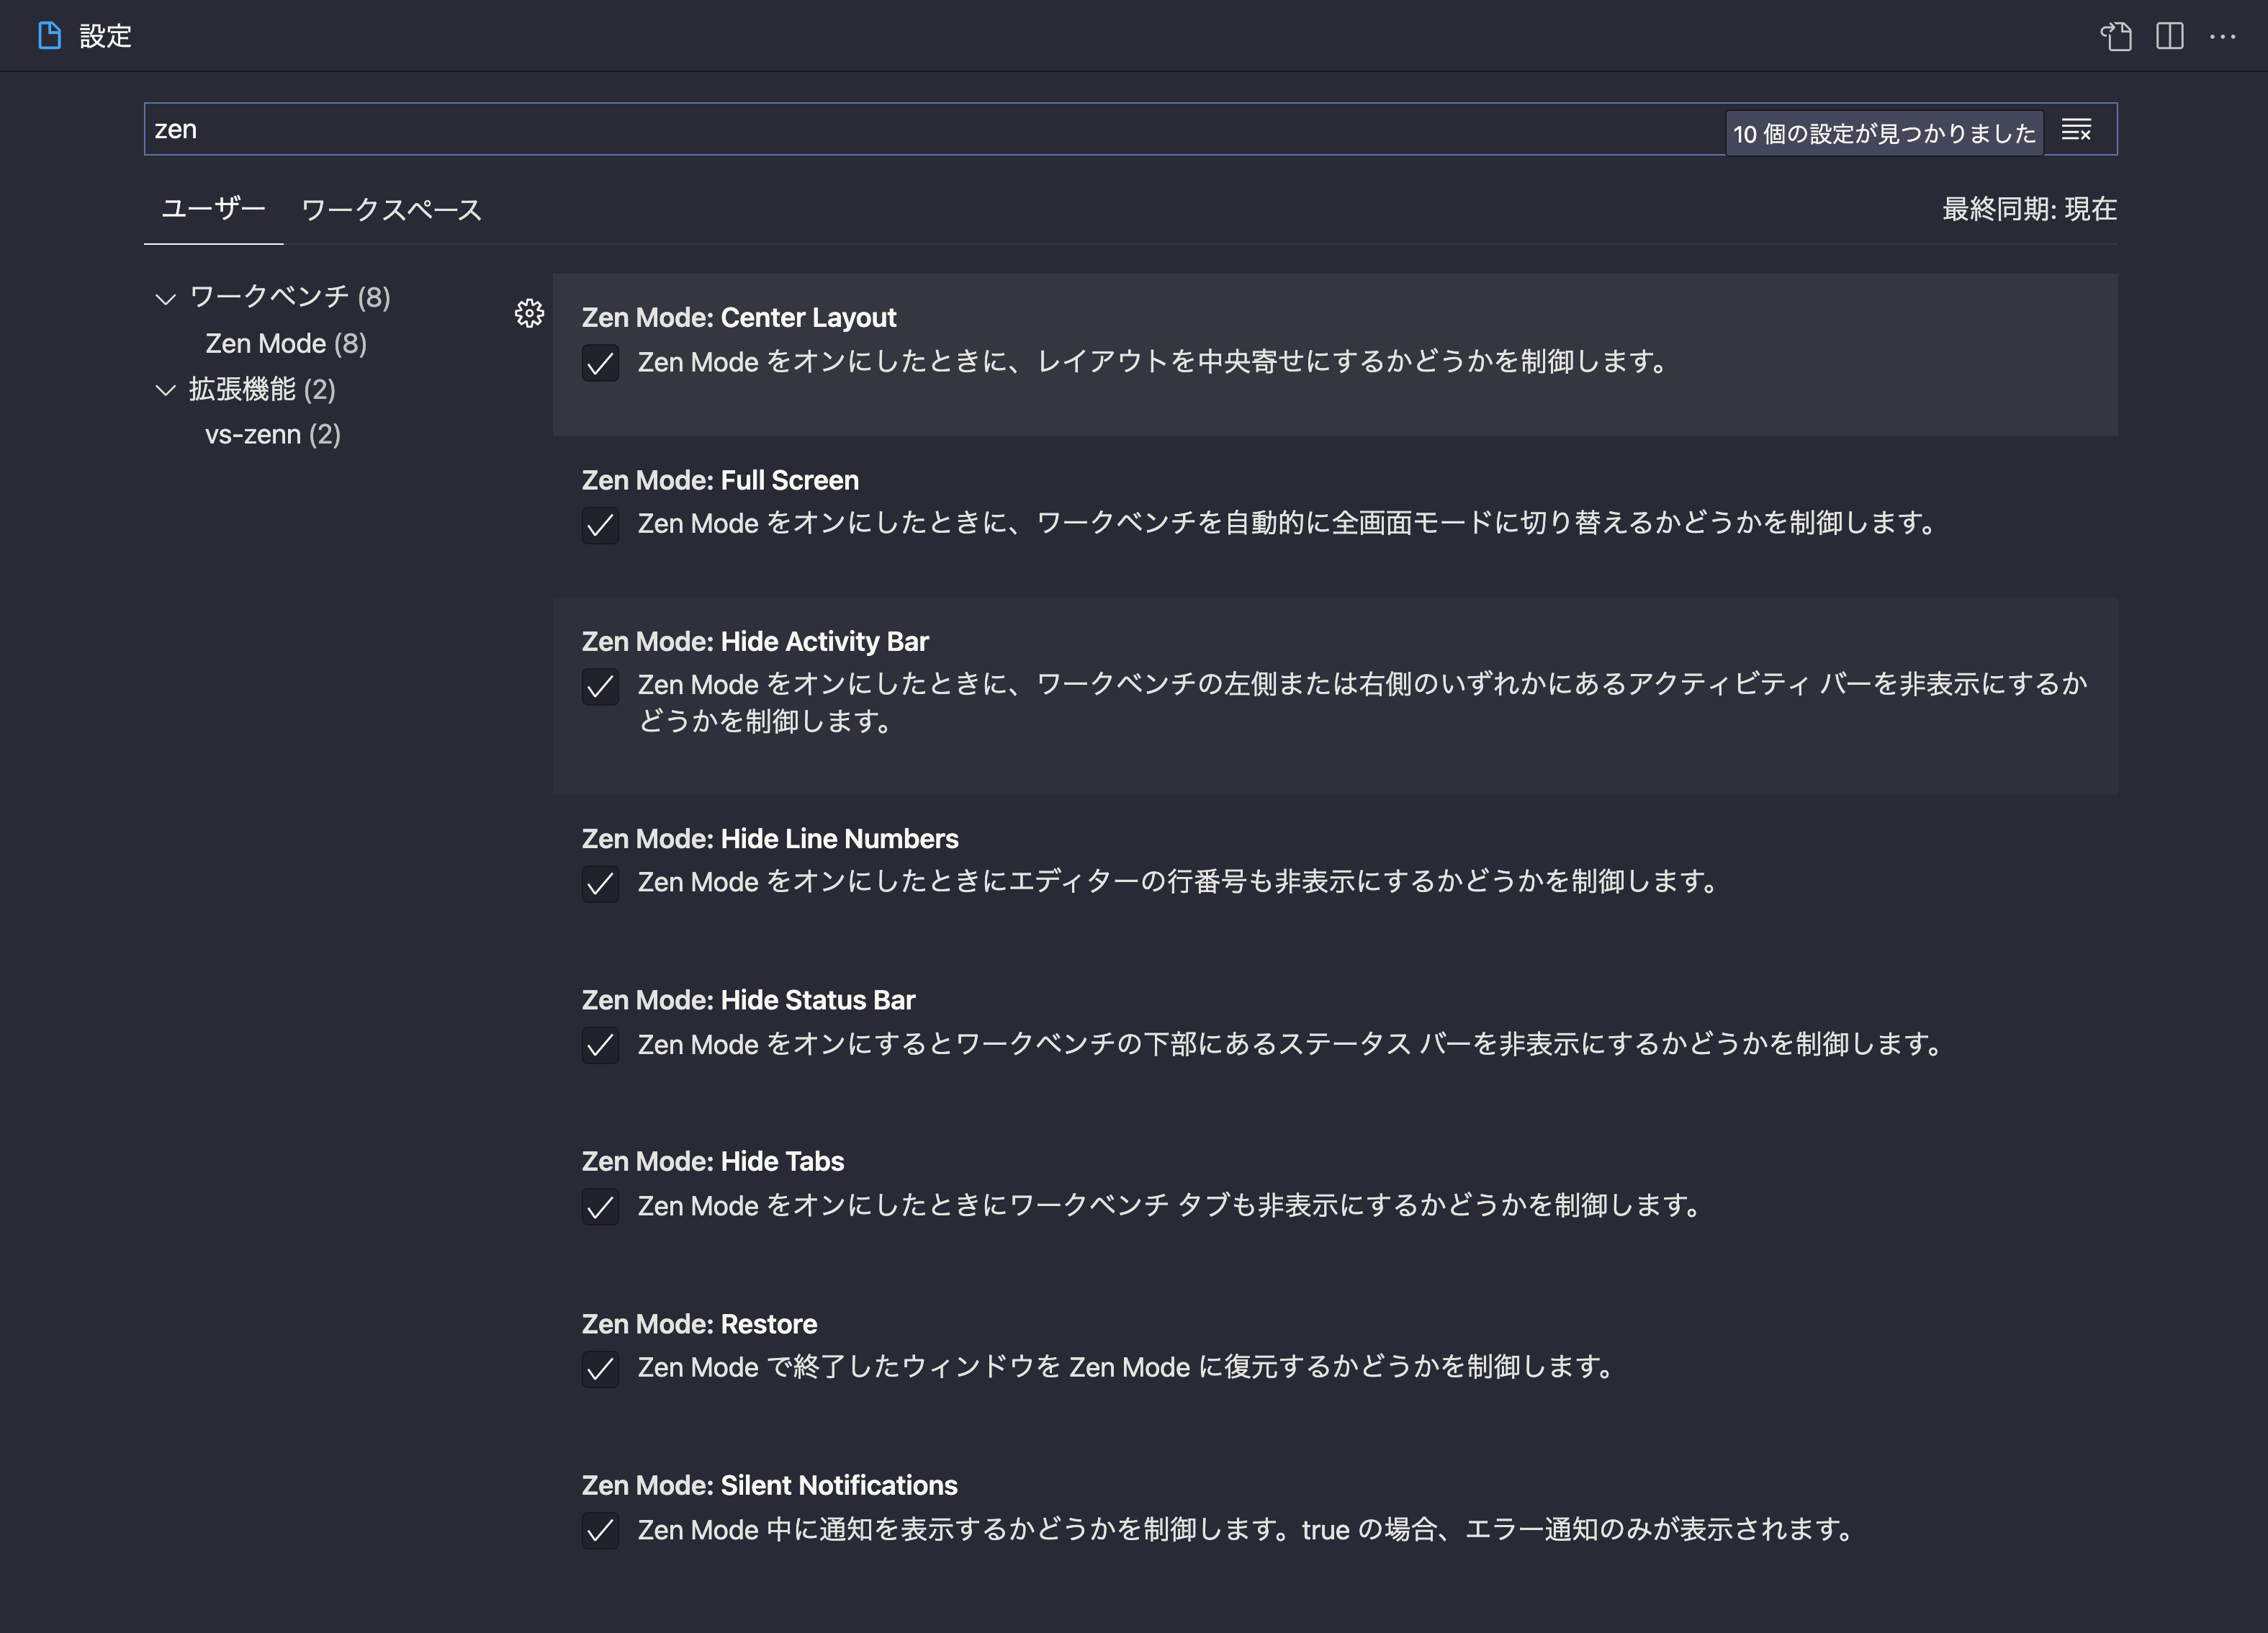 設定
zen
10 個の設定が見つかりました
ユーザー
ワークスペース
最終同期: 現在
ワークベンチ (8)
Zen Mode (8)
拡張機能 (2)
vs-zenn (2)
Zen Mode: Center Layout
Zen Mode をオンにしたときに、レイアウトを中央寄せにするかどうかを制御します。
Zen Mode: Full Screen
Zen Mode をオンにしたときに、ワークベンチを自動的に全画面モードに切り替えるかどうかを制御します。
Zen Mode: Hide Activity Bar
Zen Mode をオンにしたときに、ワークベンチの左側または右側のいずれかにあるアクティビティ バーを非表示にするか
どうかを制御します。
Zen Mode: Hide Line Numbers
Zen Mode をオンにしたときにエディターの行番号も非表示にするかどうかを制御します。
Zen Mode: Hide Status Bar
Zen Mode をオンにするとワークベンチの下部にあるステータス バーを非表示にするかどうかを制御します。
Zen Mode: Hide Tabs
Zen Mode をオンにしたときにワークベンチ タブも非表示にするかどうかを制御します。
Zen Mode: Restore
Zen Mode で終了したウィンドウを Zen Mode に復元するかどうかを制御します。
Zen Mode: Silent Notifications
Zen Mode 中に通知を表示するかどうかを制御します。true の場合、エラー通知のみが表示されます。